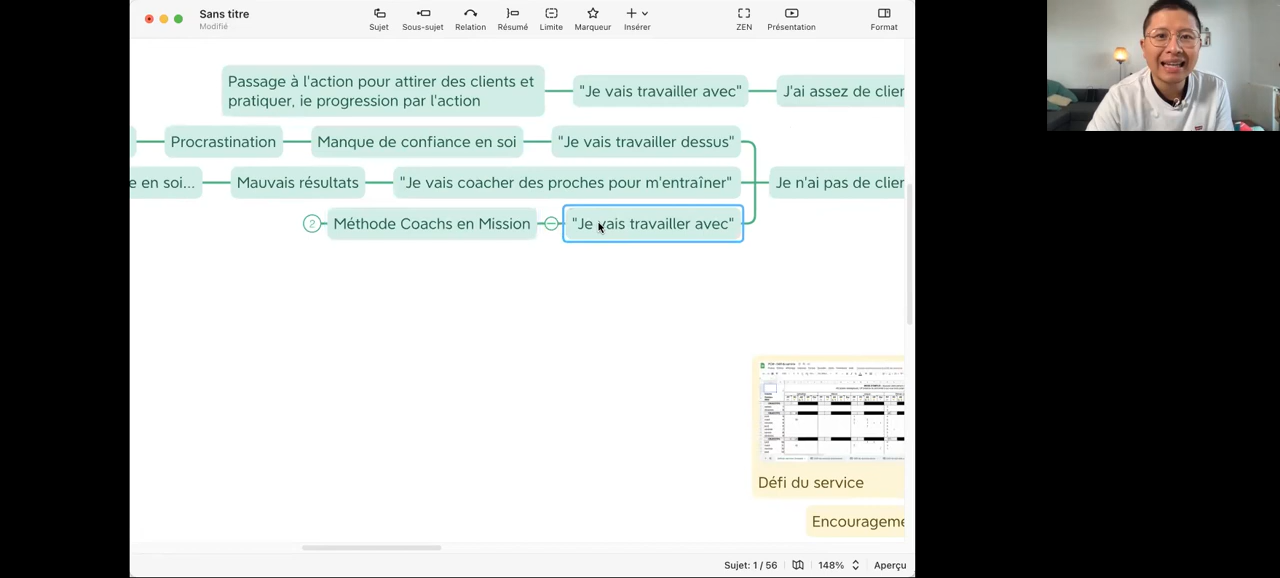 Sans titre
Modifié
Sujet
Sous-sujet
Relation
Résumé
Limite
Marqueur
Insérer
ZEN
Présentation
Format
Passage à l'action pour attirer des clients et
pratiquer, ie progression par l'action
"Je vais travailler avec"
J'ai assez de clien
Procrastination
Manque de confiance en soi
"Je vais travailler dessus"
e en soi...
Mauvais résultats
"Je vais coacher des proches pour m'entraîner"
Je n'ai pas de clien
2
Méthode Coachs en Mission
"Je vais travailler avec"
Défi du service
Encourageme
Sujet: 1 / 56
148%
Aperçu